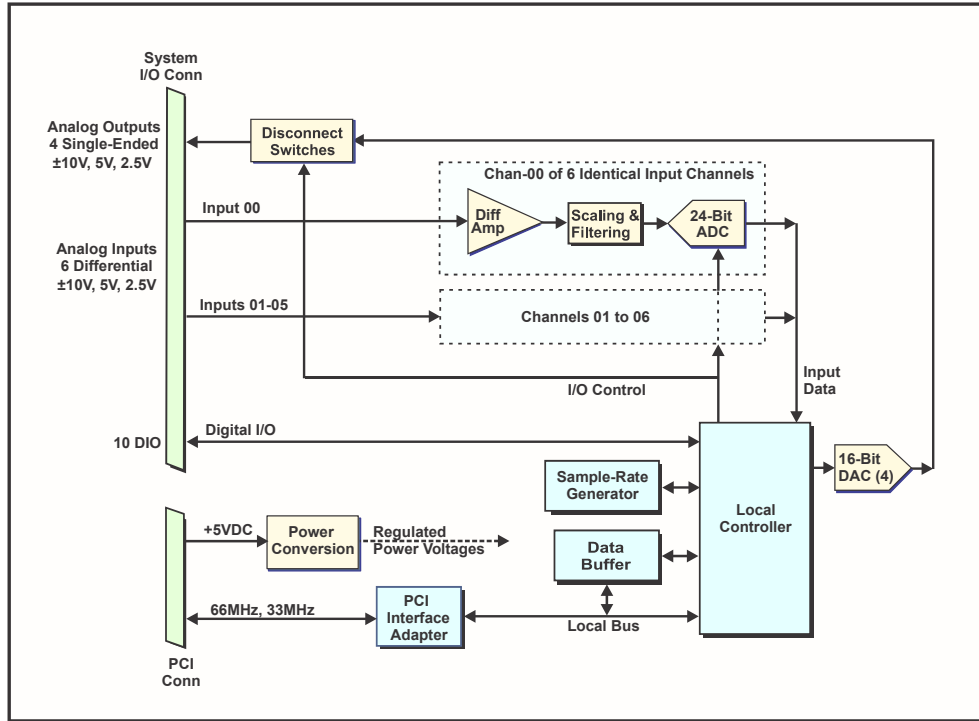 System
I/O Conn
Analog Outputs
4 Single-Ended
±10V, 5V, 2.5V
Disconnect
Switches
Chan-00 of 6 Identical Input Channels
Input 00
Diff
Amp
Scaling &
Filtering
24-Bit
ADC
Analog Inputs
6 Differential
±10V, 5V, 2.5V
Inputs 01-05
Channels 01 to 06
I/O Control
Input
Data
10 DIO
Digital I/O
16-Bit
DAC (4)
Sample-Rate
Generator
Local
Controller
+5VDC
Power
Conversion
Regulated
Power Voltages
Data
Buffer
66MHz, 33MHz
PCI
Interface
Adapter
Local Bus
PCI
Conn